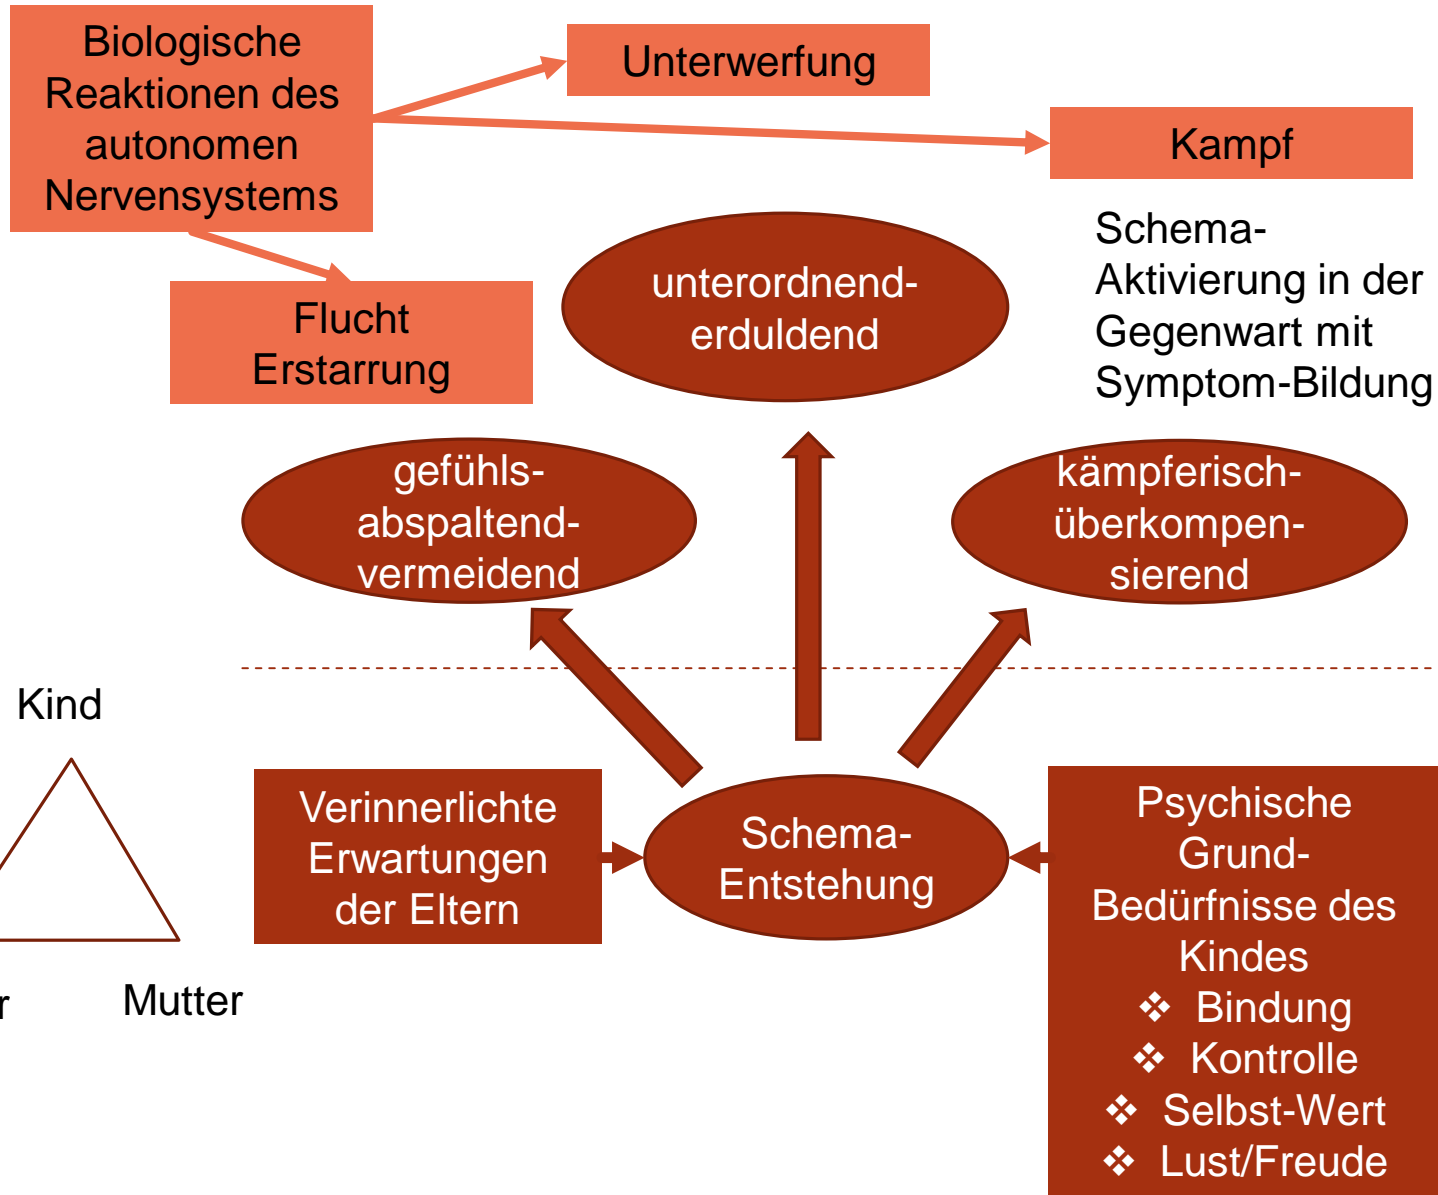 Biologische
Reaktionen des
autonomen
Nervensystems
Unterwerfung
Kampf
Flucht
Erstarrung
unterordnend-
erduldend
Schema-
Aktivierung in der
Gegenwart mit
Symptom-Bildung
gefühls-
abspaltend-
vermeidend
kämpferisch-
überkompen-
sierend
Kind
Mutter
Verinnerlichte
Erwartungen
der Eltern
Schema-
Entstehung
Psychische
Grund-
Bedürfnisse des
Kindes
❖ Bindung
❖ Kontrolle
❖ Selbst-Wert
❖ Lust/Freude